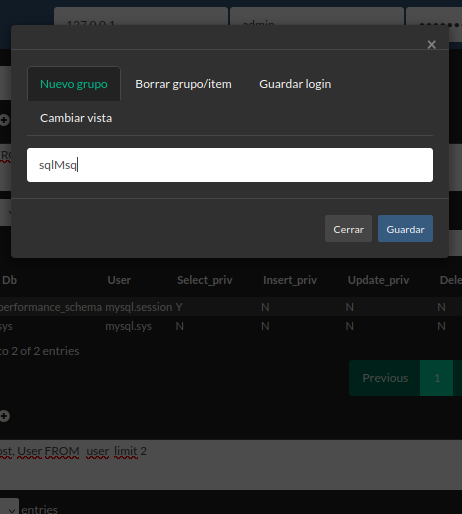 127.0.0.1 admin ••••••
×
Nuevo grupo Borrar grupo/item Guardar login
Cambiar vista
sqlMsq
Cerrar Guardar
Db User Select_priv Insert_priv Update_priv Dele
performance_schema mysql.session Y N N N
sys mysql.sys N N N N
to 2 of 2 entries
Previous 1
ost, User FROM user limit 2
entries